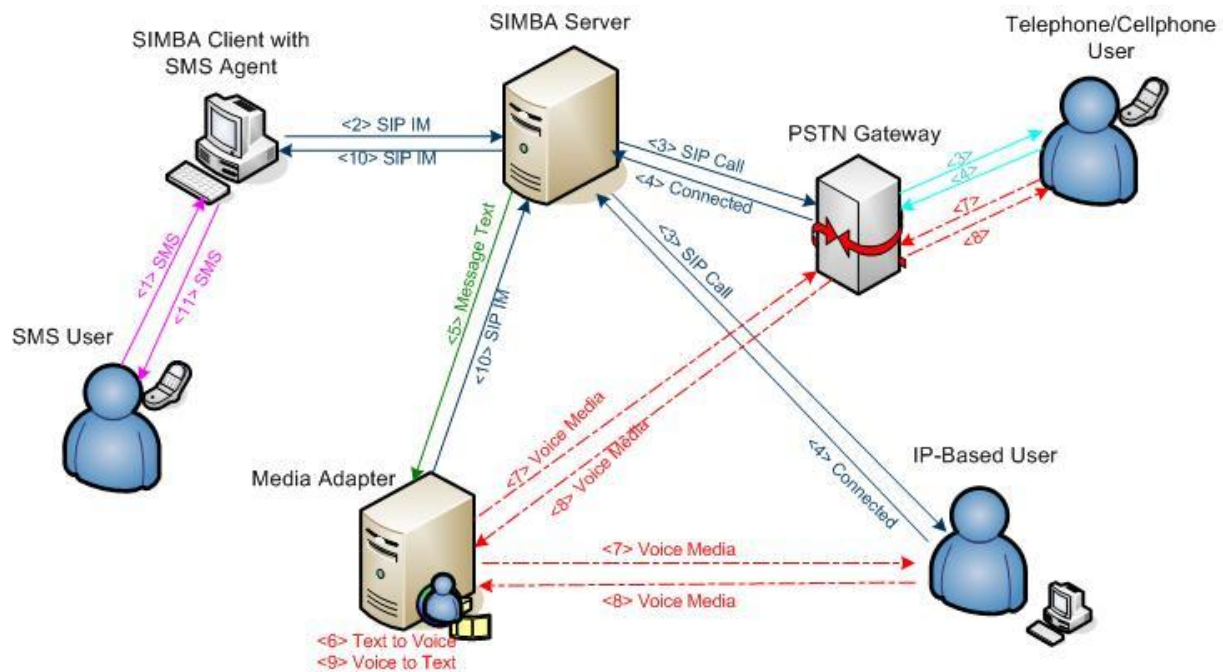 SIMBA Server
SIMBA Client with
SMS Agent
Telephone/Cellphone
User
PSTN Gateway
<2> SIP IM
<10> SIP IM
<3> SIP Call
<4> Connected
<3>
<4>
<7>
<8>
<1> SMS
<11> SMS
<5> Message Text
<10> SIP IM
<3> SIP Call
<4> Connected
SMS User
<7> Voice Media
<8> Voice Media
Media Adapter
IP-Based User
<7> Voice Media
<8> Voice Media
<6> Text to Voice
<9> Voice to Text